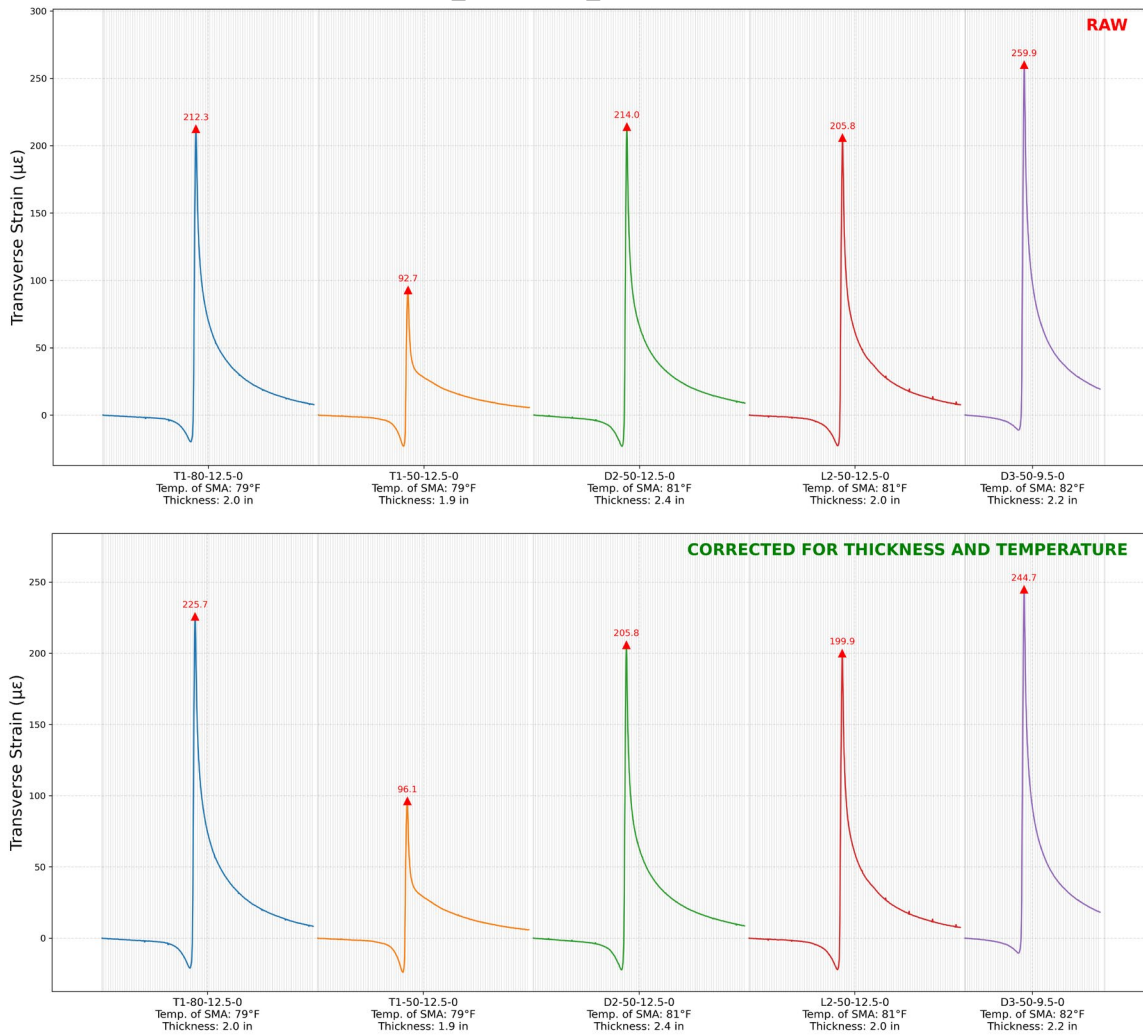 300
RAW
259.9
250
212.3
214.0
205.8
200
150
100
92.7
50
0
Transverse Strain (με)
T1-80-12.5-0
Temp. of SMA: 79°F
Thickness: 2.0 in
T1-50-12.5-0
Temp. of SMA: 79°F
Thickness: 1.9 in
D2-50-12.5-0
Temp. of SMA: 81°F
Thickness: 2.4 in
L2-50-12.5-0
Temp. of SMA: 81°F
Thickness: 2.0 in
D3-50-9.5-0
Temp. of SMA: 82°F
Thickness: 2.2 in
CORRECTED FOR THICKNESS AND TEMPERATURE
250
244.7
225.7
205.8
199.9
200
150
100
96.1
50
0
Transverse Strain (με)
T1-80-12.5-0
Temp. of SMA: 79°F
Thickness: 2.0 in
T1-50-12.5-0
Temp. of SMA: 79°F
Thickness: 1.9 in
D2-50-12.5-0
Temp. of SMA: 81°F
Thickness: 2.4 in
L2-50-12.5-0
Temp. of SMA: 81°F
Thickness: 2.0 in
D3-50-9.5-0
Temp. of SMA: 82°F
Thickness: 2.2 in